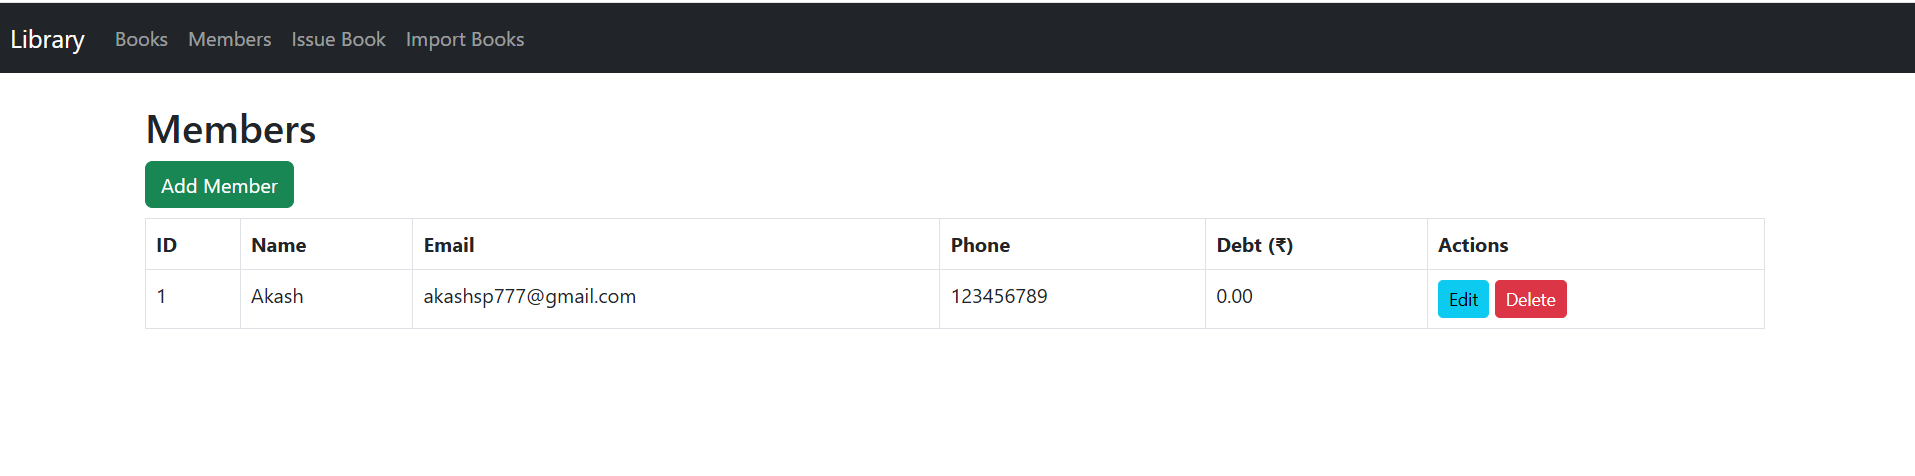 Library Books Members Issue Book Import Books
Members
Add Member
ID Name Email Phone Debt (₹) Actions
1 Akash akashsp777@gmail.com 123456789 0.00 Edit Delete